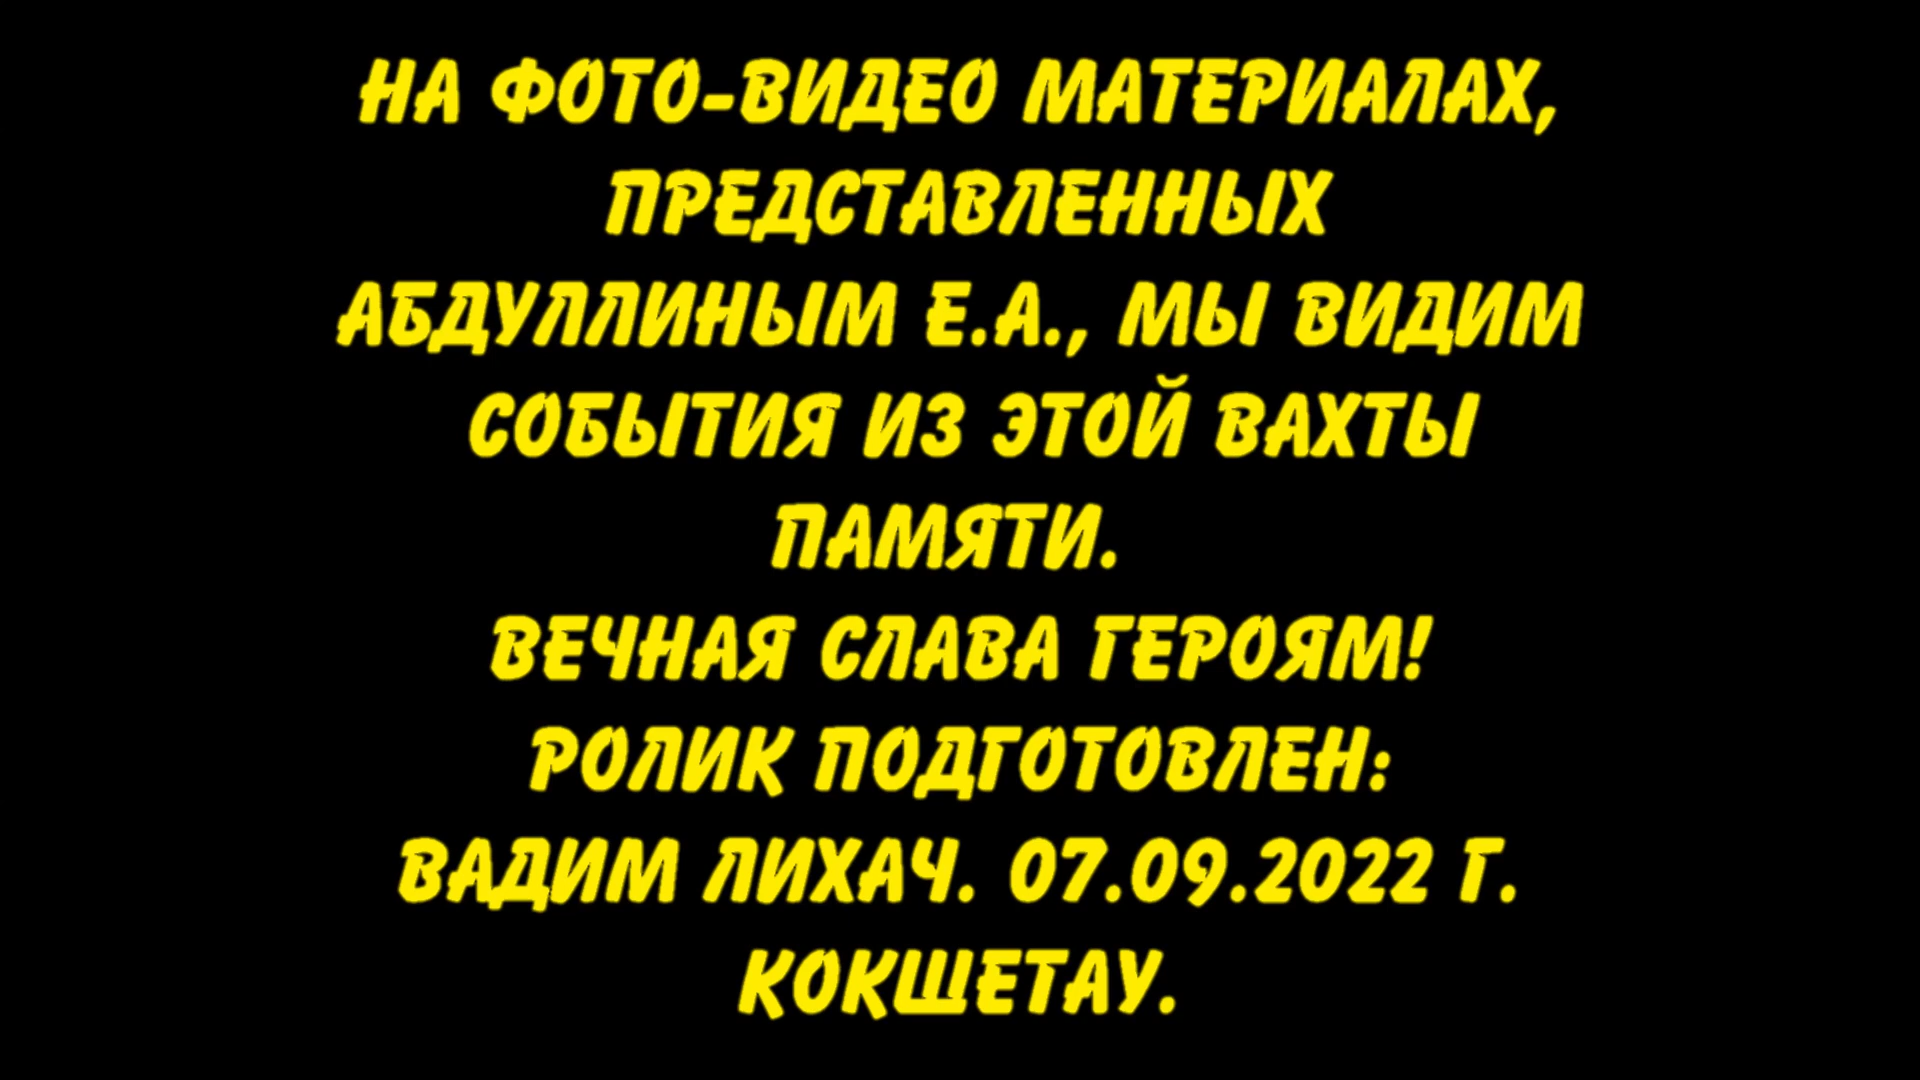 НА ФОТО-ВИДЕО МАТЕРИАЛАХ,
ПРЕДСТАВЛЕННЫХ
АБДУЛЛИНЫМ Е.А., МЫ ВИДИМ
СОБЫТИЯ ИЗ ЭТОЙ ВАХТЫ
ПАМЯТИ.
ВЕЧНАЯ СЛАВА ГЕРОЯМ!
РОЛИК ПОДГОТОВЛЕН:
ВАДИМ ЛИХАЧ. 07.09.2022 Г.
КОКШЕТАУ.